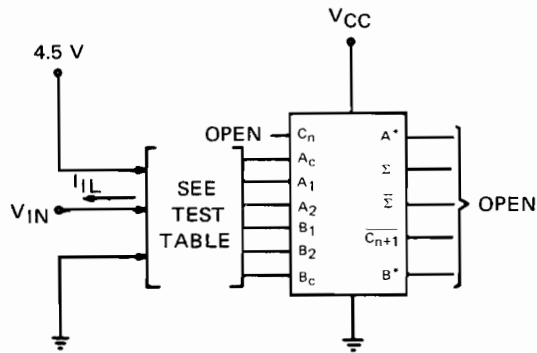 VCC
4.5 V
OPEN
Cn
A*
Ac
Σ
IIL
SEE
A1
VIN
TEST
A2
Σ̅
OPEN
TABLE
B1
C̅n̅+̅1̅
B2
Bc
B*